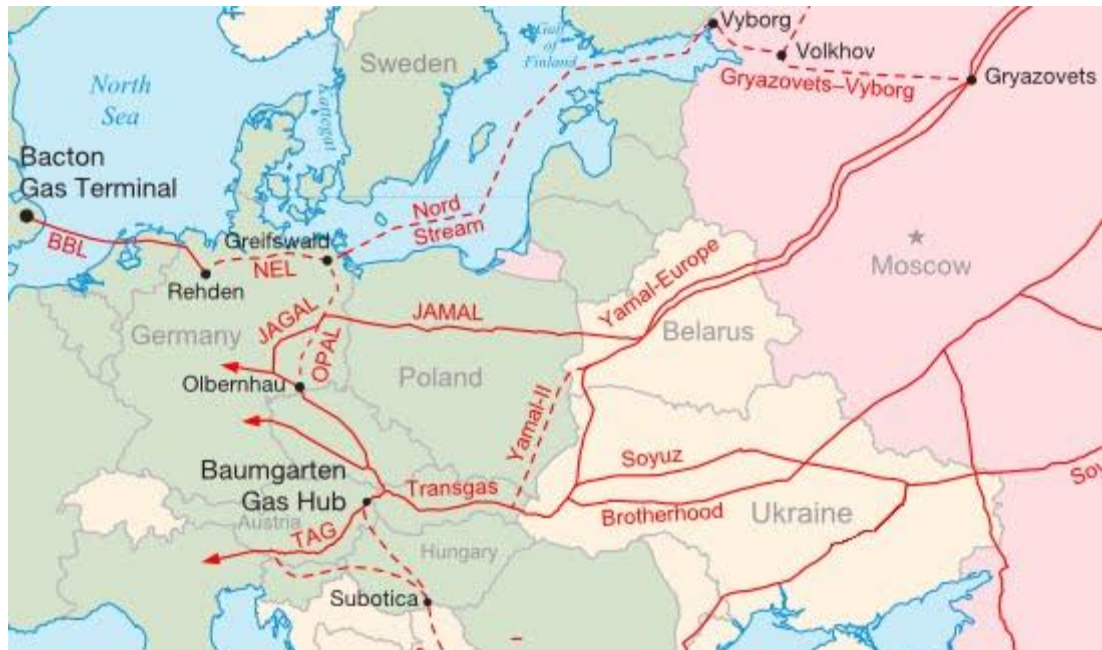 Vyborg
Gulf
of
Finland
Volkhov
Sweden
Gryazovets–Vyborg
Gryazovets
North
Sea
Kattegat
Bacton
Gas Terminal
BBL
Nord
Stream
Greifswald
NEL
Rehden
Moscow
Yamal-Europe
JAGAL
JAMAL
Belarus
Germany
OPAL
Olbernhau
Poland
Yamal-II
Baumgarten
Gas Hub
Transgas
Soyuz
Soy
Brotherhood
Ukraine
Austria
TAG
Hungary
Subotica